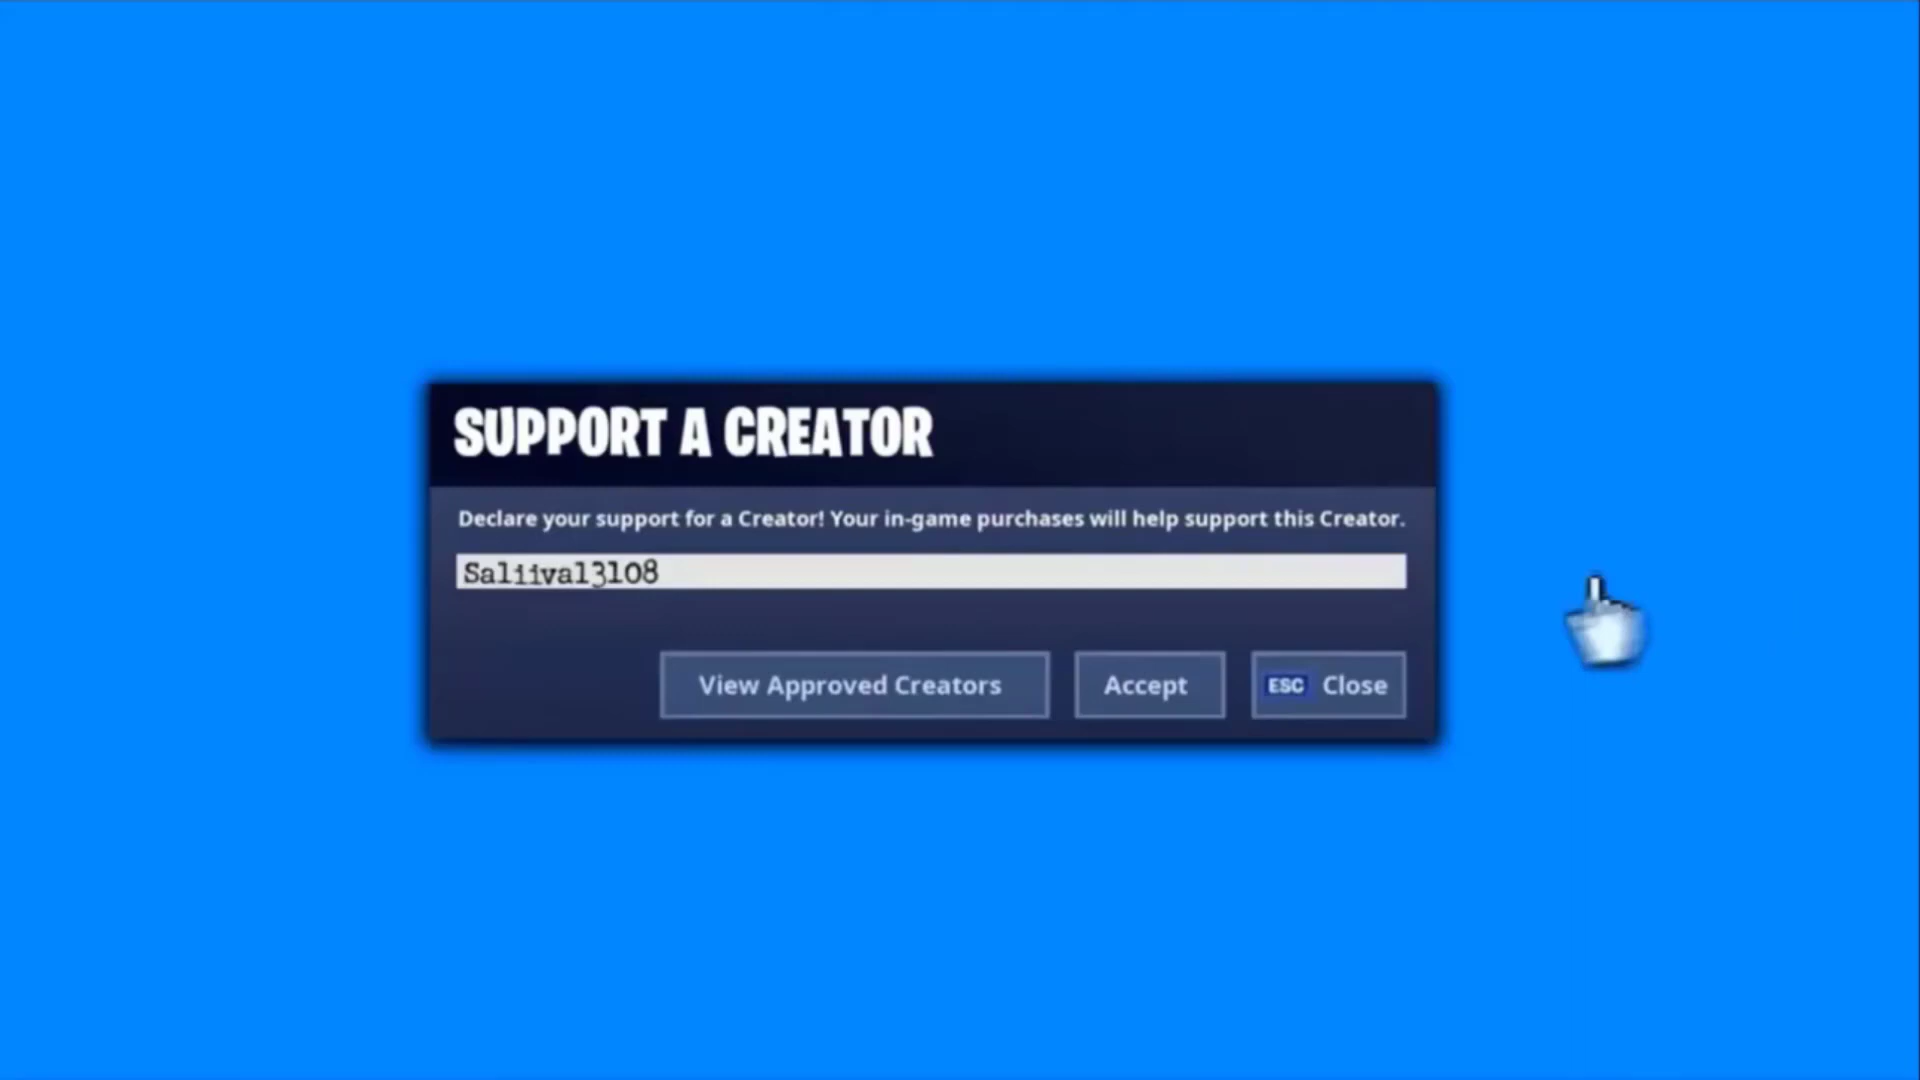 SUPPORT A CREATOR
Declare your support for a Creator! Your in-game purchases will help support this Creator.
Saliival3108
View Approved Creators
Accept
ESC Close